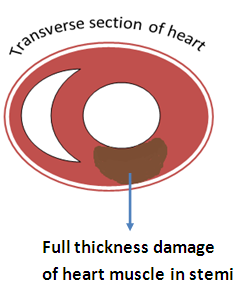 Transverse section of heart
Full thickness damage
of heart muscle in stemi